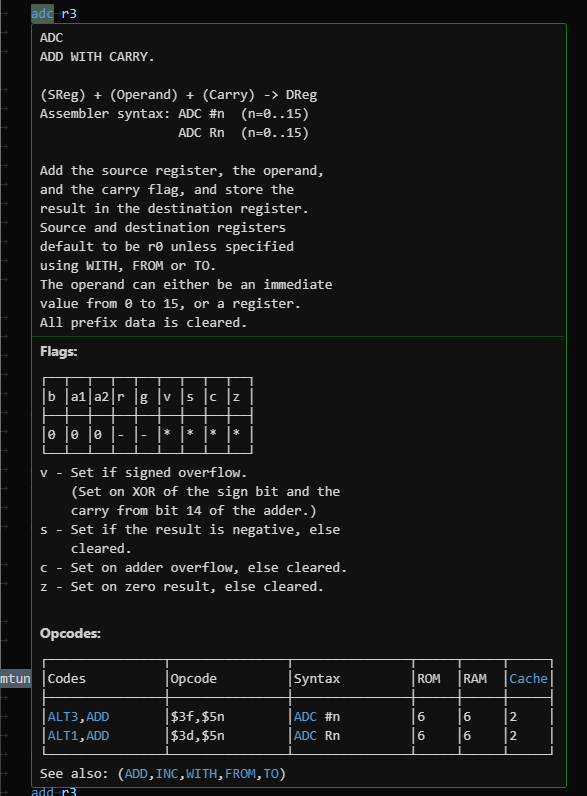 adc r3
ADC
ADD WITH CARRY.
(SReg) + (Operand) + (Carry) -> DReg
Assembler syntax: ADC #n (n=0..15)
ADC Rn (n=0..15)
Add the source register, the operand,
and the carry flag, and store the
result in the destination register.
Source and destination registers
default to be r0 unless specified
using WITH, FROM or TO.
The operand can either be an immediate
value from 0 to 15, or a register.
All prefix data is cleared.
Flags:
|b |a1|a2|r |g |v |s |c |z |
|0 |0 |0 |- |- |* |* |* |* |
v - Set if signed overflow.
(Set on XOR of the sign bit and the
carry from bit 14 of the adder.)
s - Set if the result is negative, else
cleared.
c - Set on adder overflow, else cleared.
z - Set on zero result, else cleared.
Opcodes:
mtun
|Codes |Opcode |Syntax |ROM |RAM |Cache|
|ALT3,ADD |$3f,$5n |ADC #n |6 |6 |2 |
|ALT1,ADD |$3d,$5n |ADC Rn |6 |6 |2 |
See also: (ADD,INC,WITH,FROM,TO)
add r3